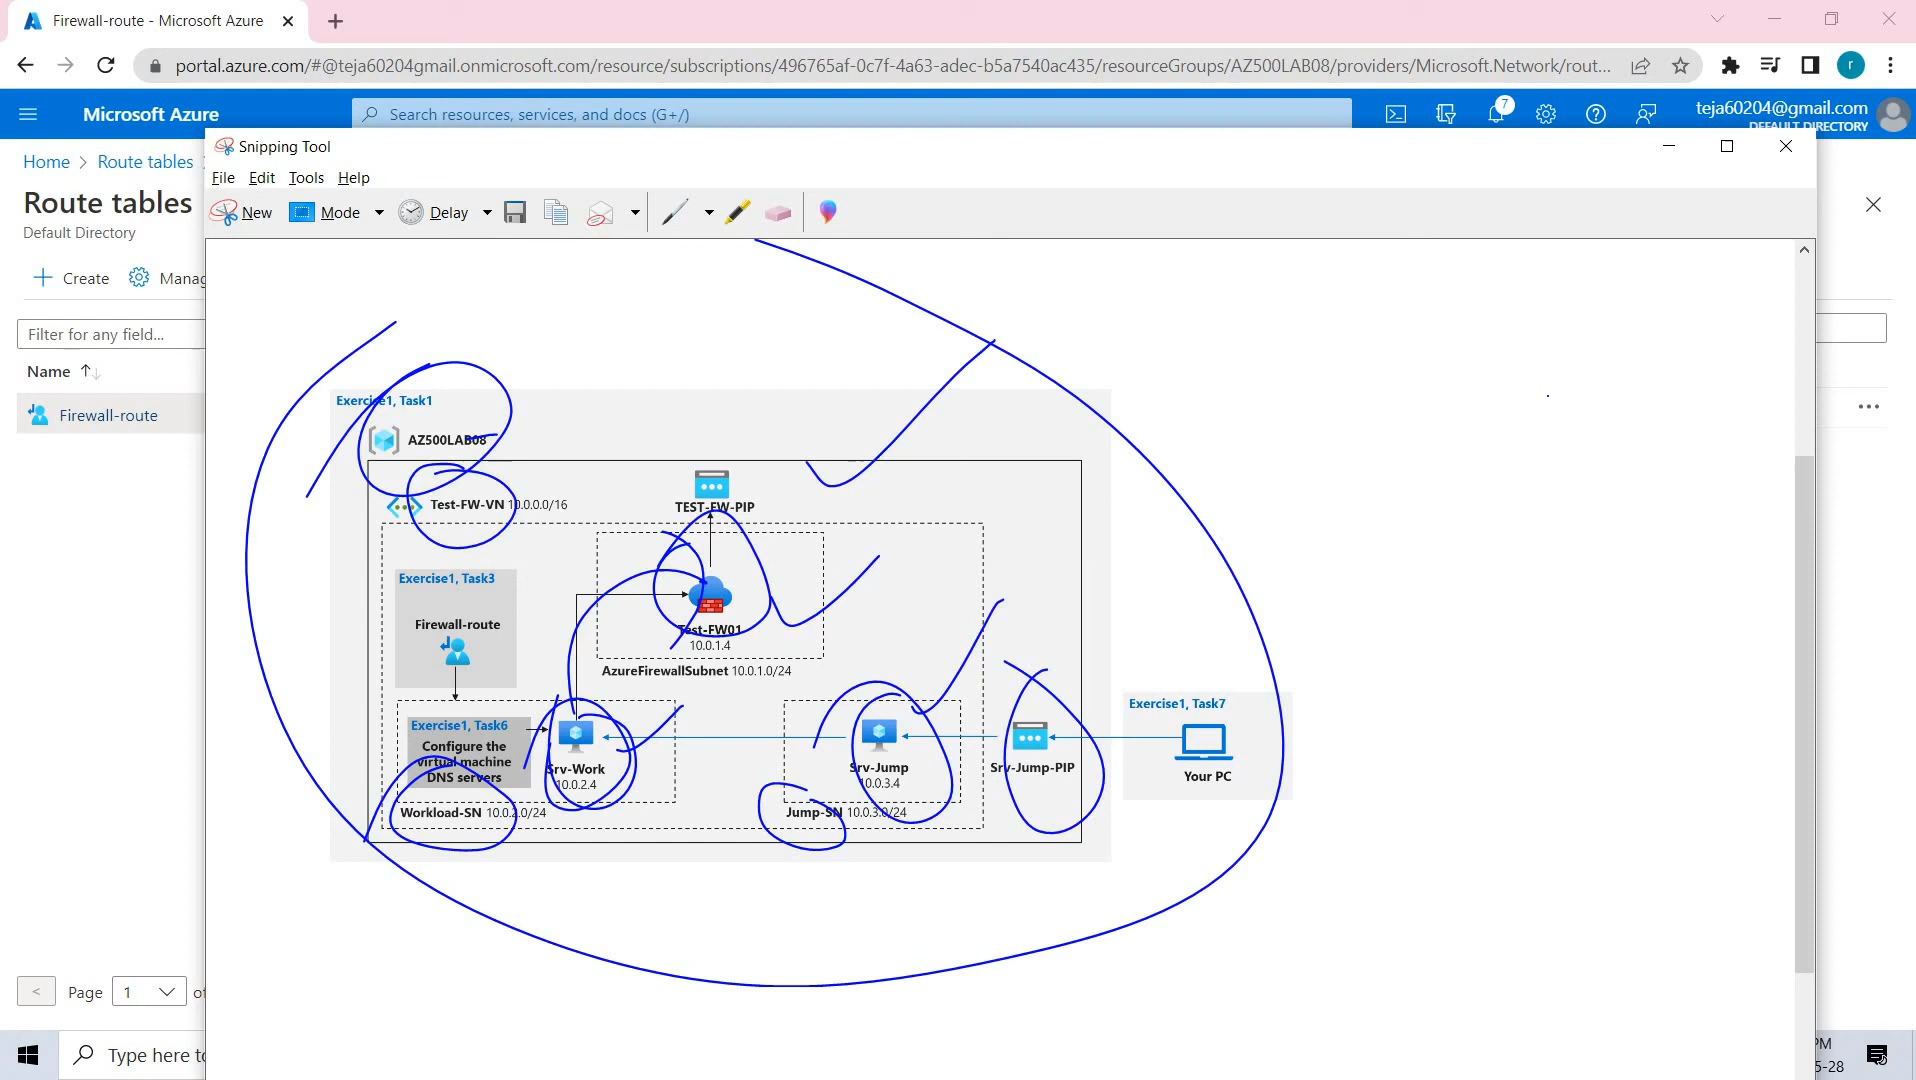 Firewall-route - Microsoft Azure
portal.azure.com/#@teja60204gmail.onmicrosoft.com/resource/subscriptions/496765af-0c7f-4a63-adec-b5a7540ac435/resourceGroups/AZ500LAB08/providers/Microsoft.Network/rout...
r
Microsoft Azure
Search resources, services, and docs (G+/)
7
teja60204@gmail.com
DEFAULT DIRECTORY
Home > Route tables
Snipping Tool
File Edit Tools Help
Route tables
Default Directory
New Mode Delay
Create
Manag
Filter for any field...
Name
Firewall-route
Exercise1, Task1
AZ500LAB08
Test-FW-VN 10.0.0.0/16
TEST-FW-PIP
Exercise1, Task3
Firewall-route
Test-FW01
10.0.1.4
AzureFirewallSubnet 10.0.1.0/24
Exercise1, Task6
Configure the
virtual machine
DNS servers
Srv-Work
10.0.2.4
Workload-SN 10.0.2.0/24
Srv-Jump
10.0.3.4
Jump-SN 10.0.3.0/24
Srv-Jump-PIP
Exercise1, Task7
Your PC
< Page 1 of
Type here to
PM
5-28